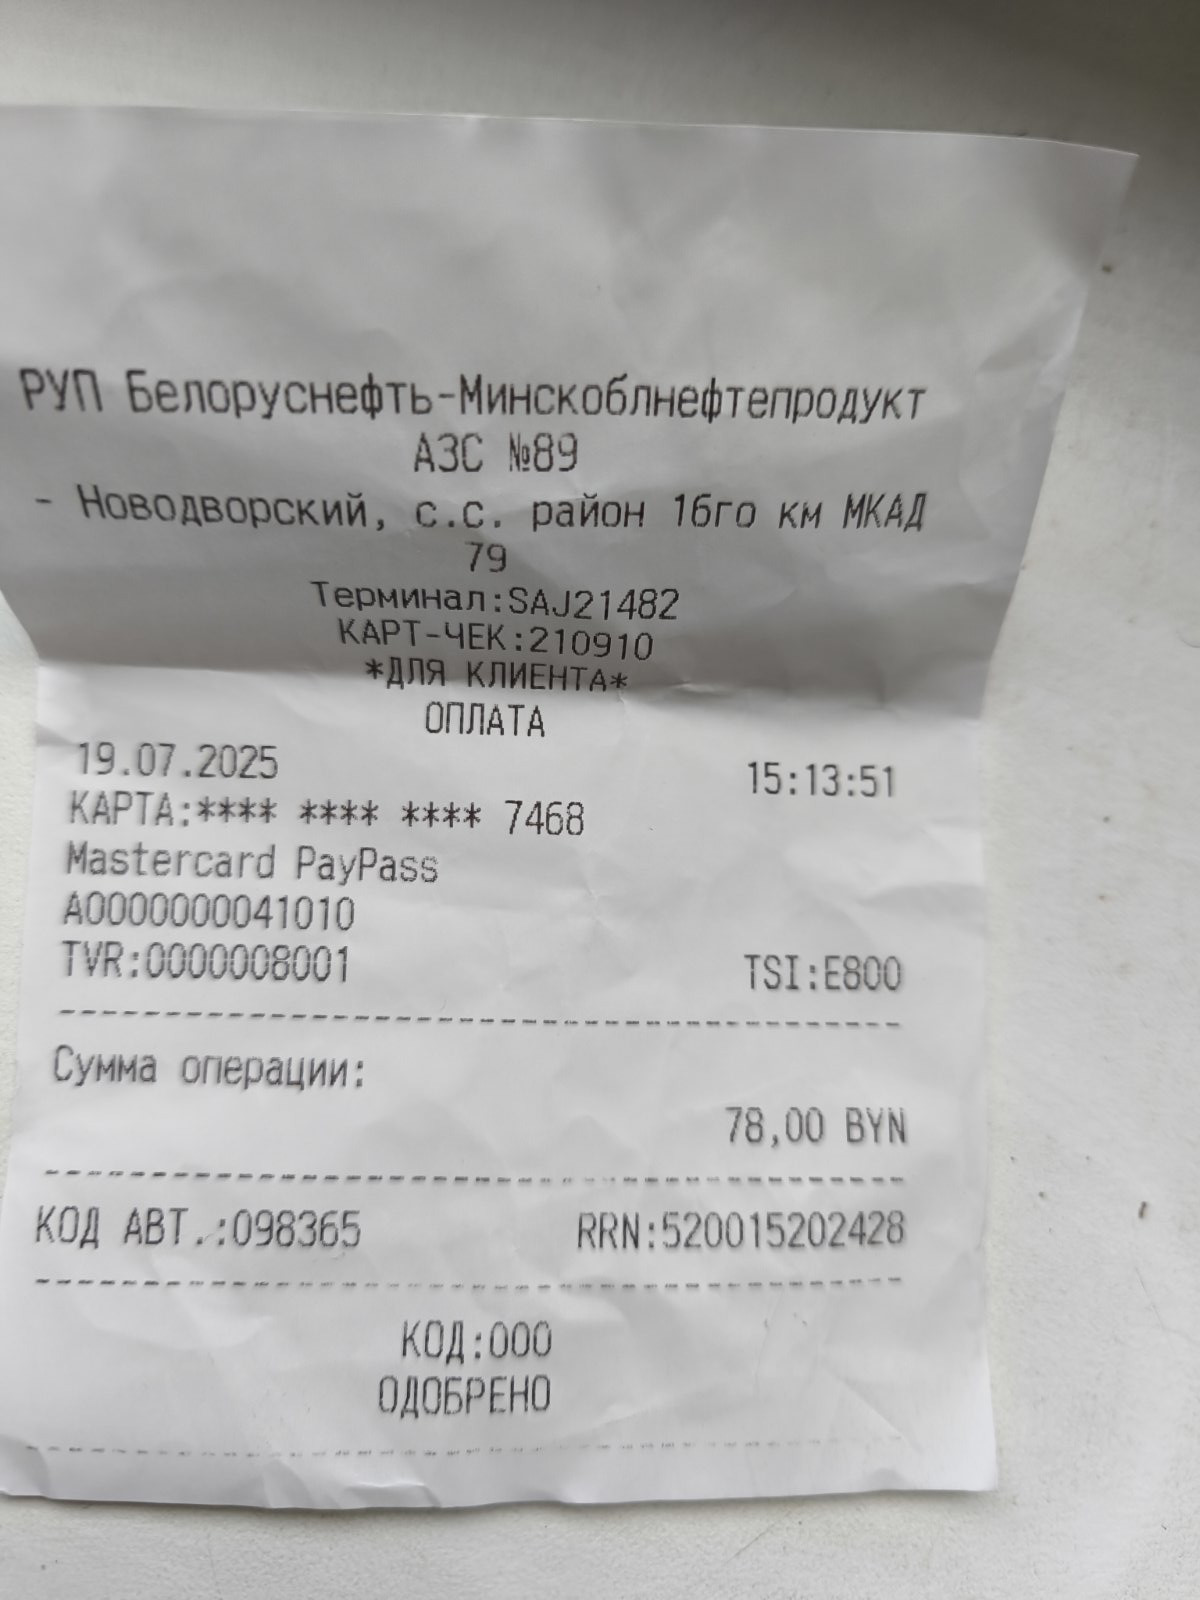 РУП Белоруснефть-Минскоблнефтепродукт
АЗС №89
- Новодворский, с.с. район 16го км МКАД
79
Терминал:SAJ21482
КАРТ-ЧЕК:210910
*ДЛЯ КЛИЕНТА*
ОПЛАТА
19.07.2025 15:13:51
КАРТА:**** **** **** 7468
Mastercard PayPass
A0000000041010
TVR:0000008001 TSI:E800
Сумма операции:
78,00 BYN
КОД АВТ.:098365 RRN:520015202428
КОД:000
ОДОБРЕНО